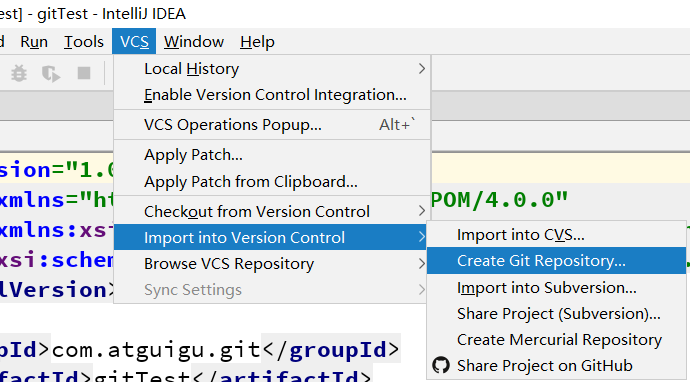 est] - gitTest - IntelliJ IDEA
d Run Tools VCS Window Help
Local History
Enable Version Control Integration...
VCS Operations Popup... Alt+`
Apply Patch...
Apply Patch from Clipboard...
Checkout from Version Control
Import into Version Control
Browse VCS Repository
Sync Settings
Import into CVS...
Create Git Repository...
Import into Subversion...
Share Project (Subversion)...
Create Mercurial Repository
Share Project on GitHub
sion="1.0
xmlns="ht POM/4.0.0"
xmlns:xsi
xsi:schem
lVersion>
pId>com.atguigu.git</groupId>
factId>gitTest</artifactId>